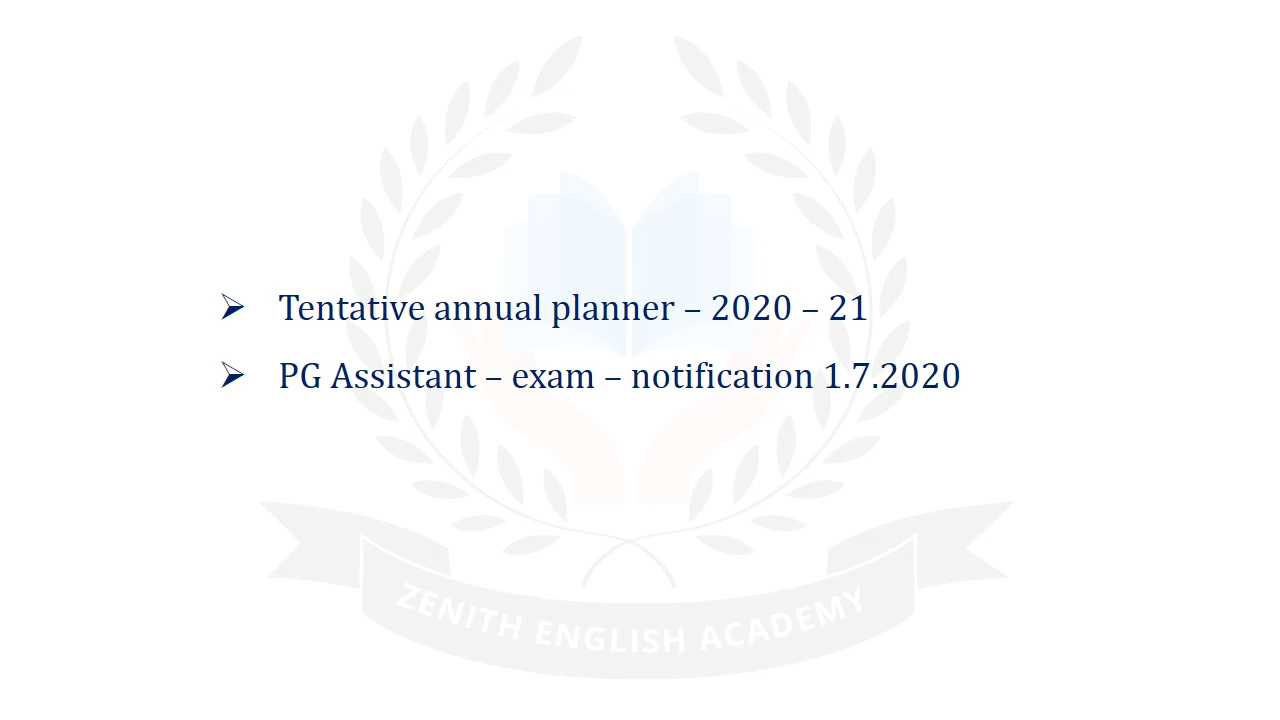 ➢ Tentative annual planner – 2020 – 21
➢ PG Assistant – exam – notification 1.7.2020
ZENITH ENGLISH ACADEMY